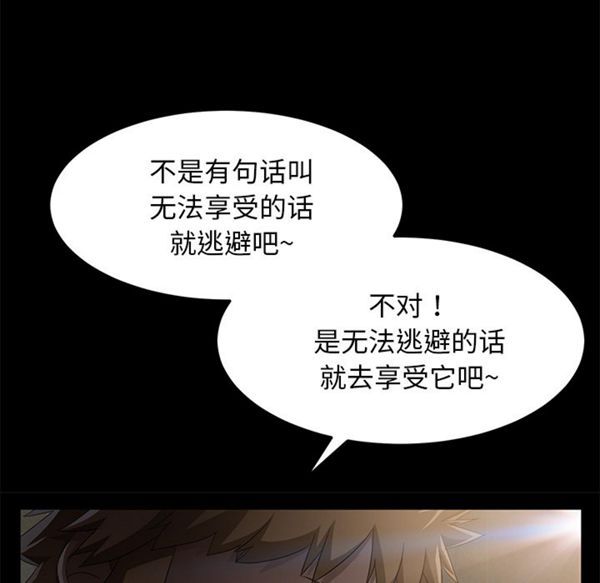 不是有句话叫
无法享受的话
就逃避吧~
不对！
是无法逃避的话
就去享受它吧~